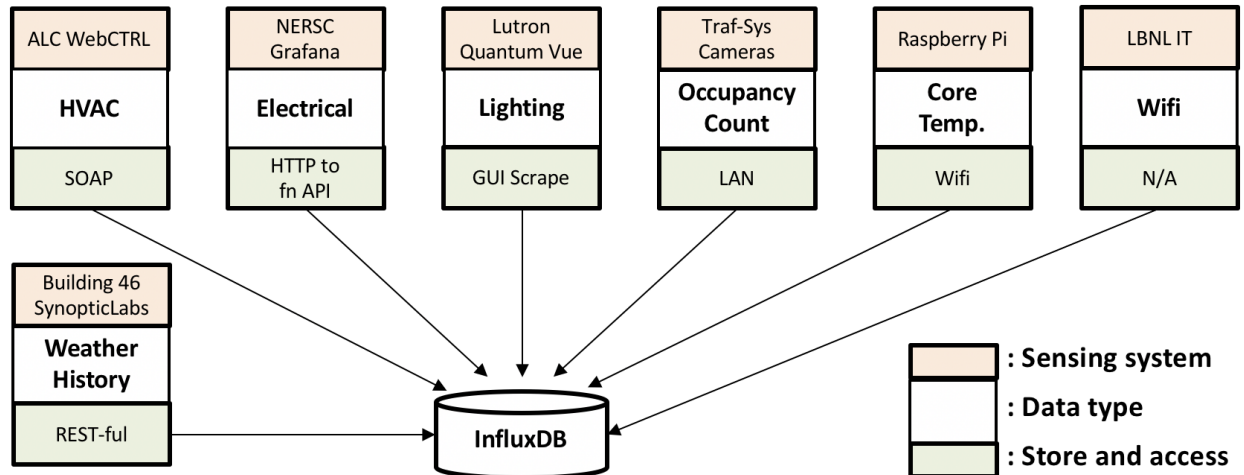 ALC WebCTRL
HVAC
SOAP
NERSC
Grafana
Electrical
HTTP to
fn API
Lutron
Quantum Vue
Lighting
GUI Scrape
Traf-Sys
Cameras
Occupancy
Count
LAN
Raspberry Pi
Core
Temp.
Wifi
LBNL IT
Wifi
N/A
Building 46
SynopticLabs
Weather
History
REST-ful
InfluxDB
: Sensing system
: Data type
: Store and access